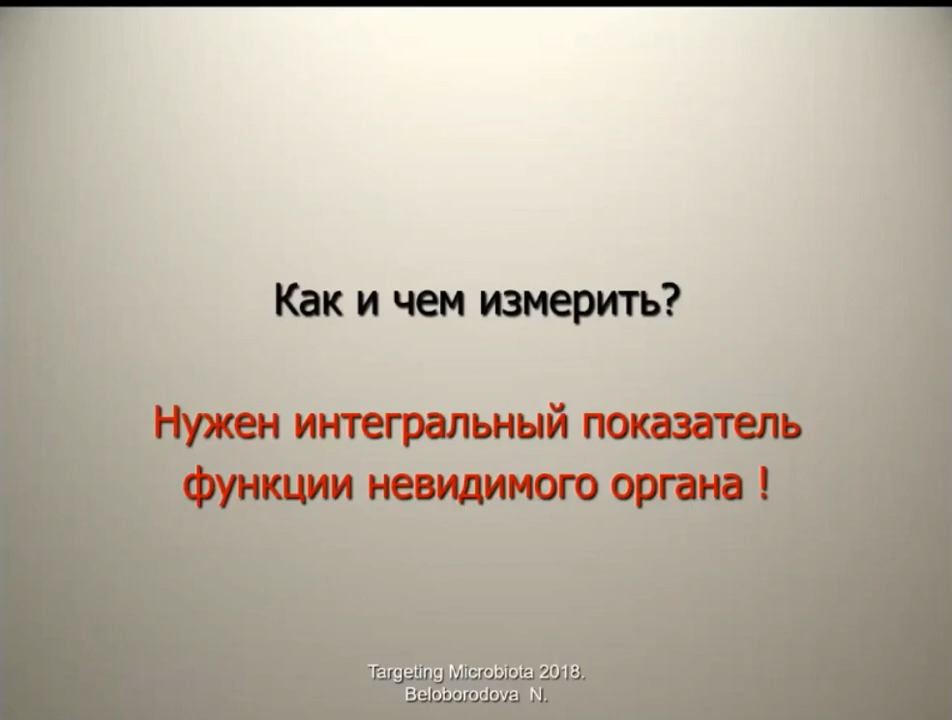 Как и чем измерить?
Нужен интегральный показатель
функции невидимого органа !
Targeting Microbiota 2018.
Beloborodova N.